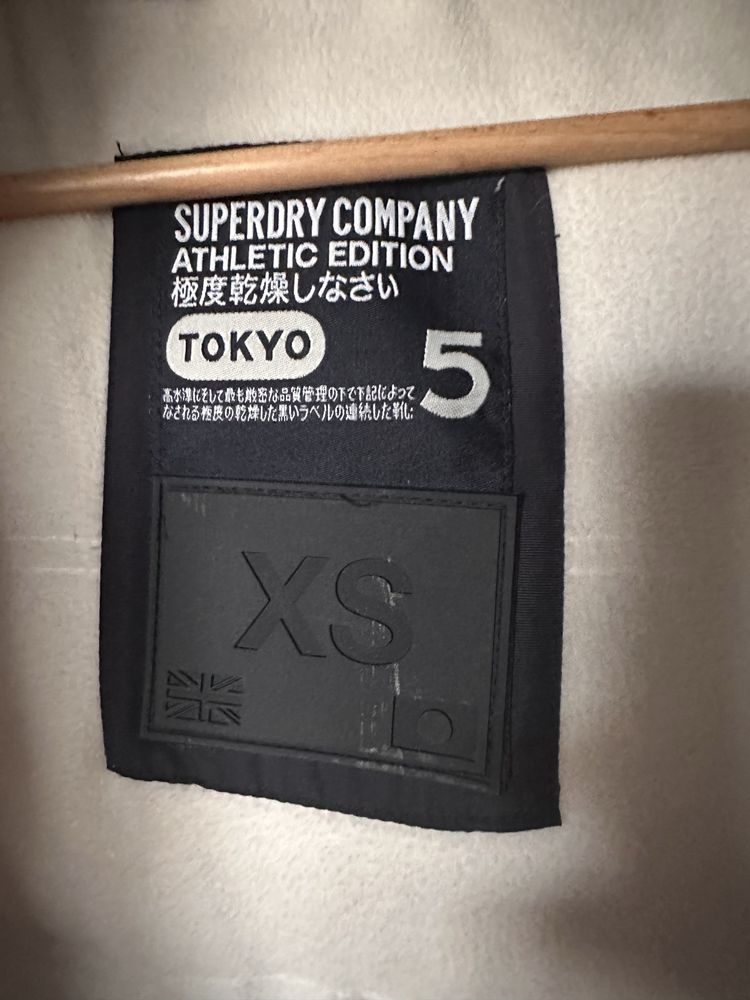 SUPERDRY COMPANY
ATHLETIC EDITION
極度乾燥しなさい
TOKYO
5
高水準にそして最も厳密な品質管理の下で下記によって
なされる極度の乾燥した黒いラベルの連続した靴に
XS